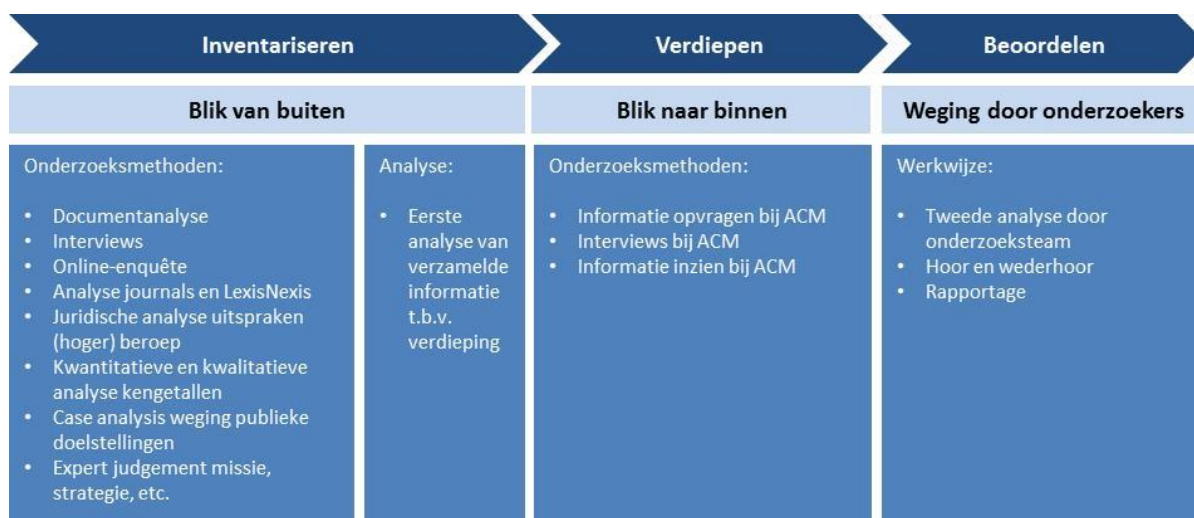 Inventariseren
Verdiepen
Beoordelen
Blik van buiten
Blik naar binnen
Weging door onderzoekers
Onderzoeksmethoden:
• Documentanalyse
• Interviews
• Online-enquête
• Analyse journals en LexisNexis
• Juridische analyse uitspraken
(hoger) beroep
• Kwantitatieve en kwalitatieve
analyse kengetallen
• Case analysis weging publieke
doelstellingen
• Expert judgement missie,
strategie, etc.
Analyse:
• Eerste
analyse van
verzamelde
informatie
t.b.v.
verdieping
Onderzoeksmethoden:
• Informatie opvragen bij ACM
• Interviews bij ACM
• Informatie inzien bij ACM
Werkwijze:
• Tweede analyse door
onderzoeksteam
• Hoor en wederhoor
• Rapportage